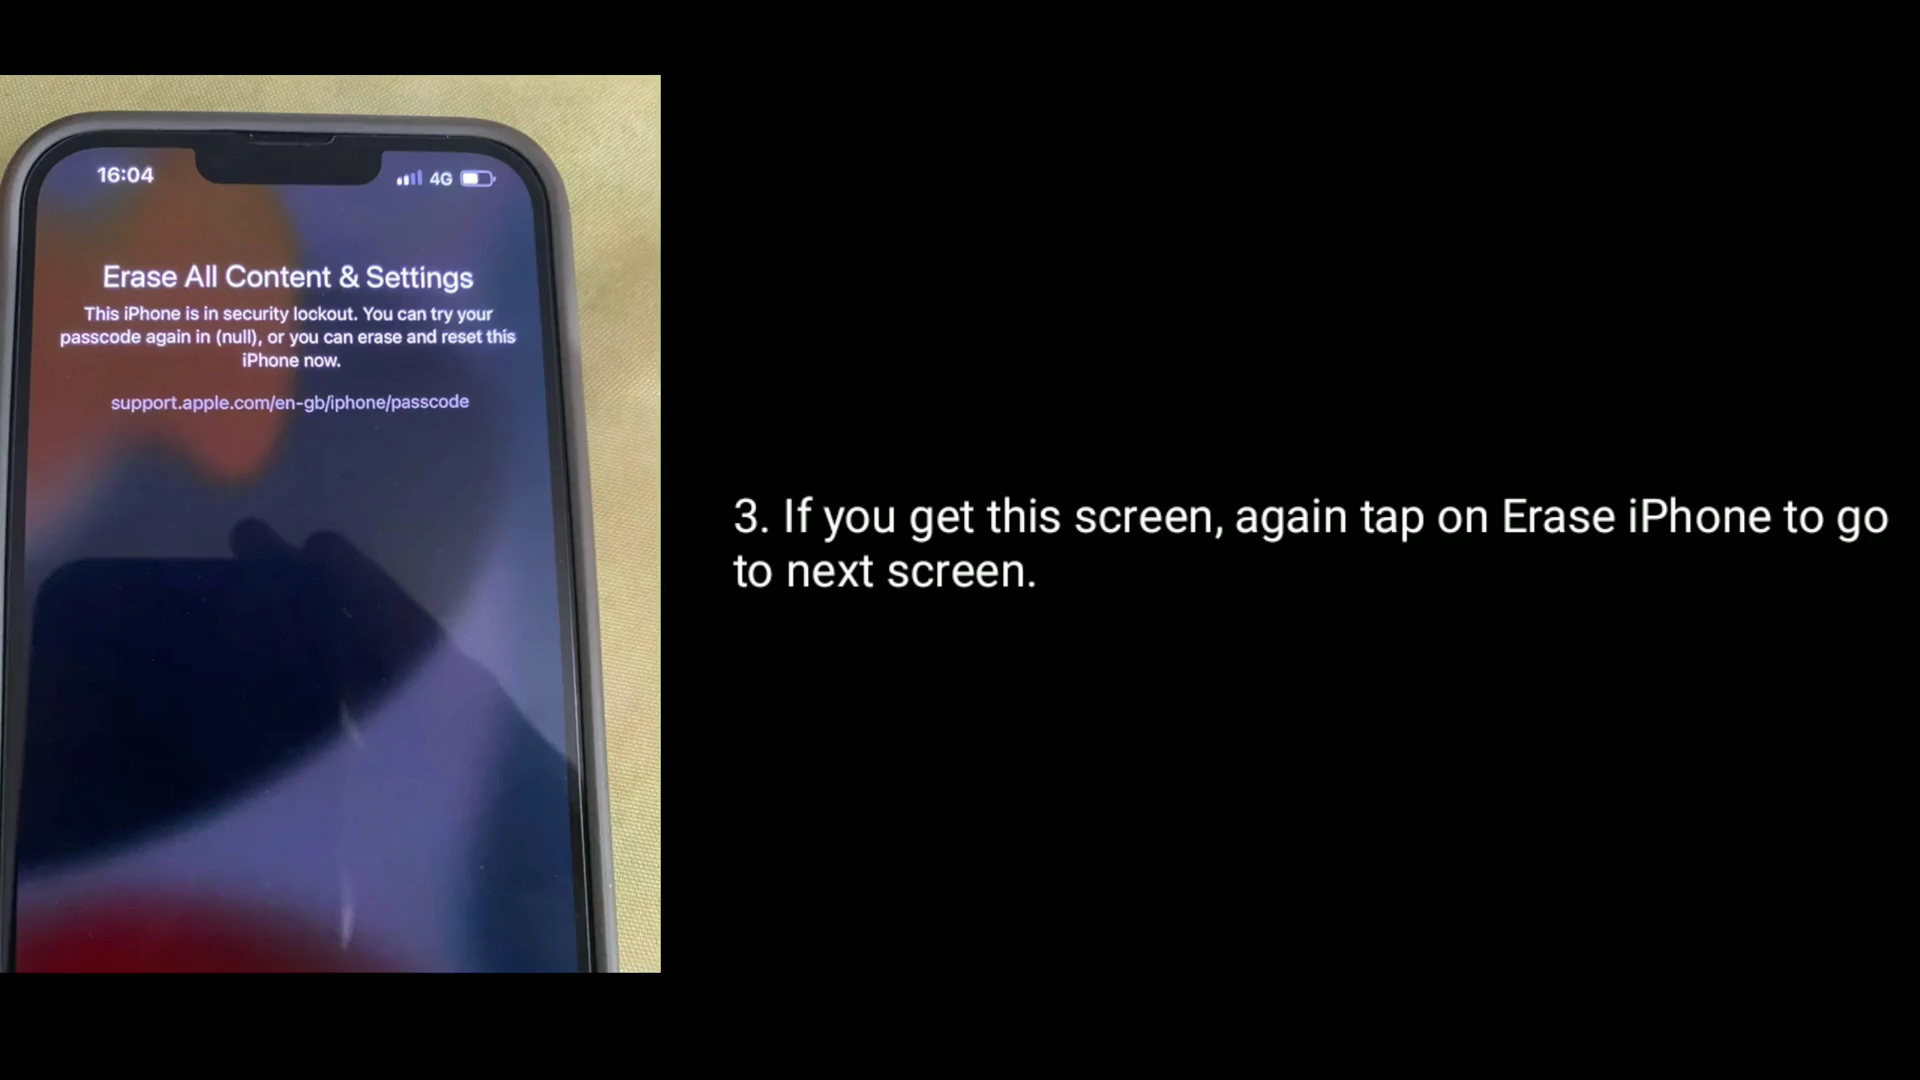 16:04
4G
Erase All Content & Settings
This iPhone is in security lockout. You can try your
passcode again in (null), or you can erase and reset this
iPhone now.
support.apple.com/en-gb/iphone/passcode
3. If you get this screen, again tap on Erase iPhone to go
to next screen.